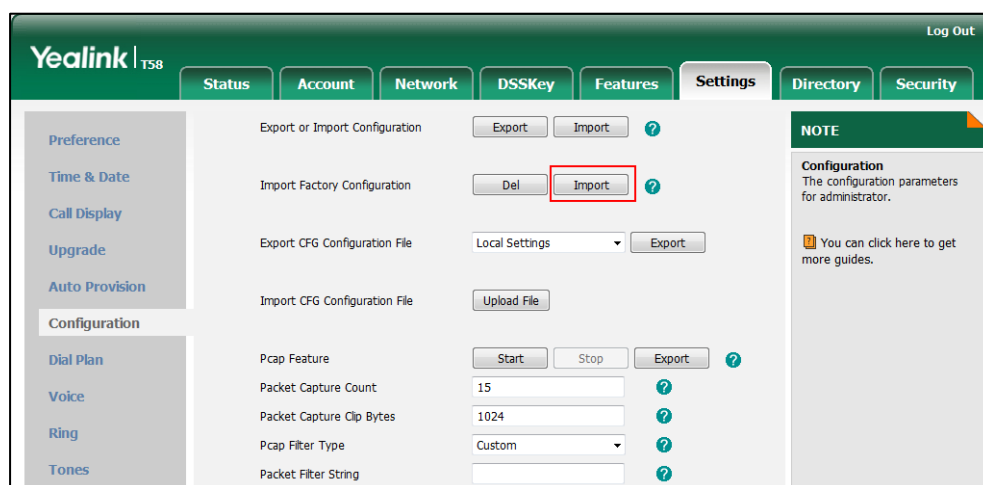 Log Out
Yealink T58
Status Account Network DSSKey Features Settings Directory Security
Preference
Time & Date
Call Display
Upgrade
Auto Provision
Configuration
Dial Plan
Voice
Ring
Tones
Export or Import Configuration Export Import ?
Import Factory Configuration Del Import ?
Export CFG Configuration File Local Settings Export
Import CFG Configuration File Upload File
Pcap Feature Start Stop Export ?
Packet Capture Count 15 ?
Packet Capture Clip Bytes 1024 ?
Pcap Filter Type Custom ?
Packet Filter String ?
NOTE
Configuration
The configuration parameters
for administrator.
? You can click here to get
more guides.